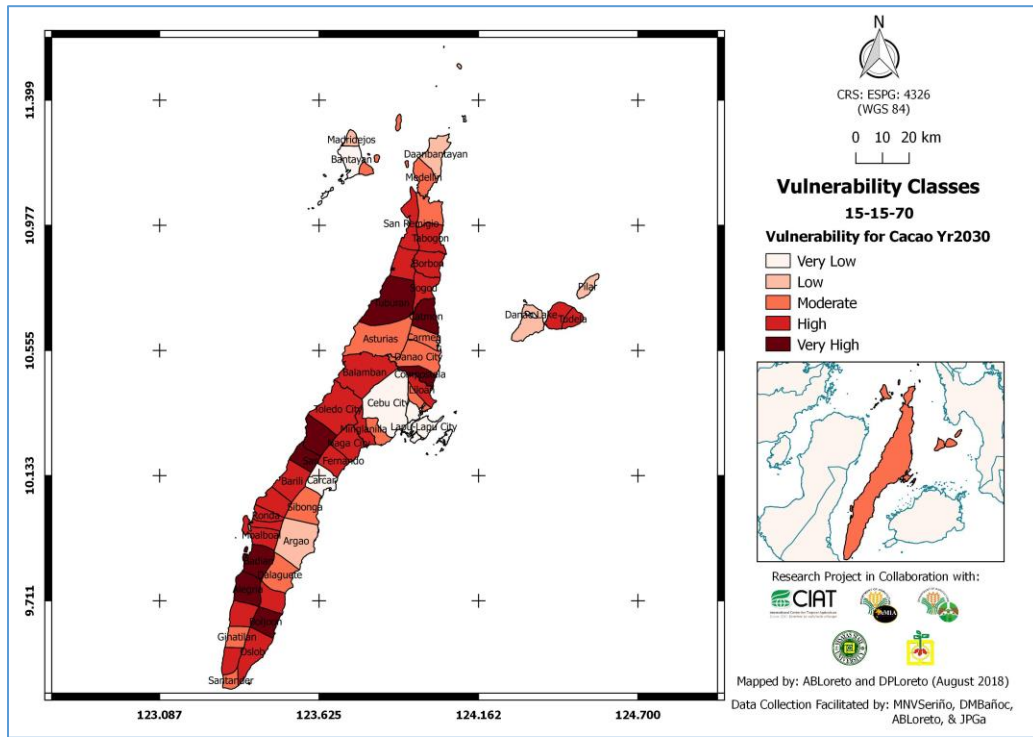 N
CRS: ESPG: 4326
(WGS 84)
0 10 20 km
Vulnerability Classes
15-15-70
Vulnerability for Cacao Yr2030
Very Low
Low
Moderate
High
Very High
11.399
10.977
10.555
10.133
9.711
123.087
123.625
124.162
124.700
Madridejos
Bantayan
Daanbantayan
Medellin
San Remigio
Tabogon
Borbon
Sogod
Pilar
Tudela
Asturias
Carmen
Danao City
Balamban
Liloan
Cebu City
Toledo City
Lapu-Lapu City
Minglanilla
Naga City
San Fernando
Barili
Carcar
Sibonga
Ronda
Moalboal
Argao
Dalaguete
Ginatilan
Oslob
Santander
Research Project in Collaboration with:
CIAT
Mapped by: ABLoreto and DPLoreto (August 2018)
Data Collection Facilitated by: MNVSeriño, DMBañoc,
ABLoreto, & JPGa